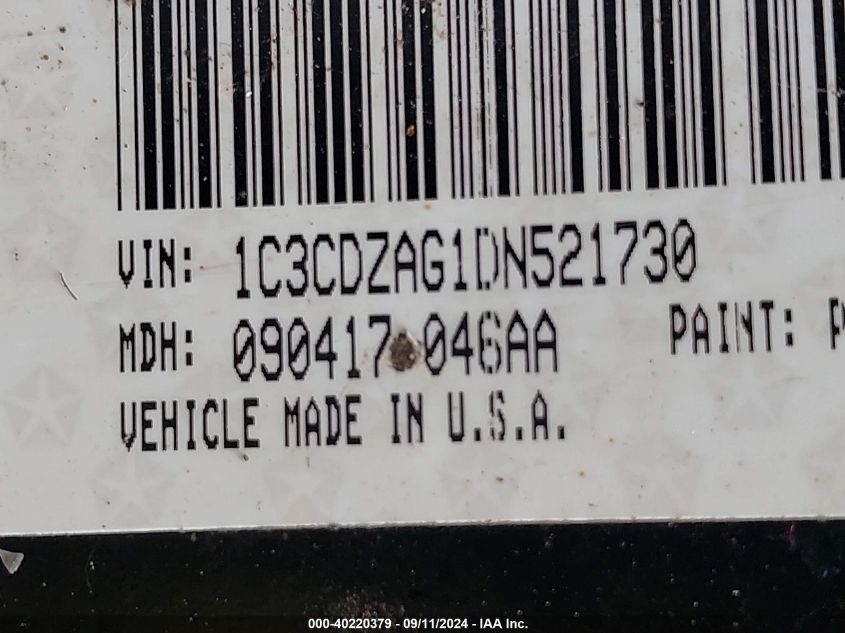 VIN: 1C3CDZAG1DN521730
MDH: 090417 046AA PAINT:
VEHICLE MADE IN U.S.A.
000-40220379 - 09/11/2024 - IAA Inc.